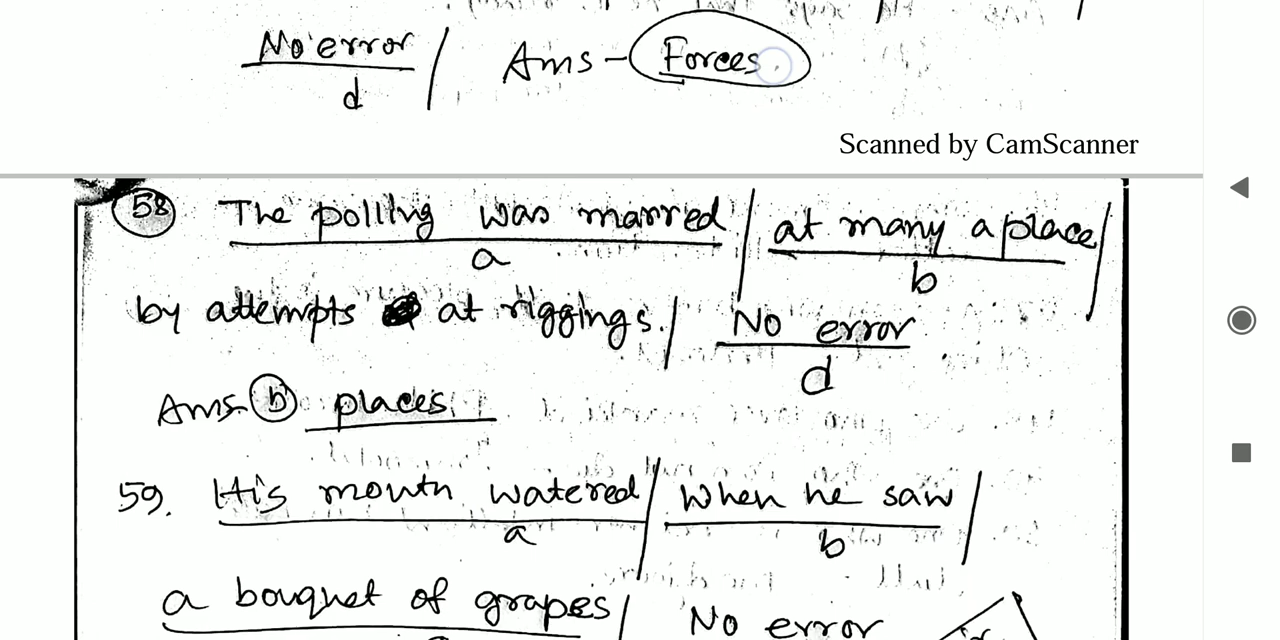 No error / Ans - Forces.
d
Scanned by CamScanner
58 The polling was marred / at many a place /
a b
by attempts at riggings. / No error
d
Ans (b) places
59. His mouth watered / when he saw /
a b
a bouquet of grapes / No error